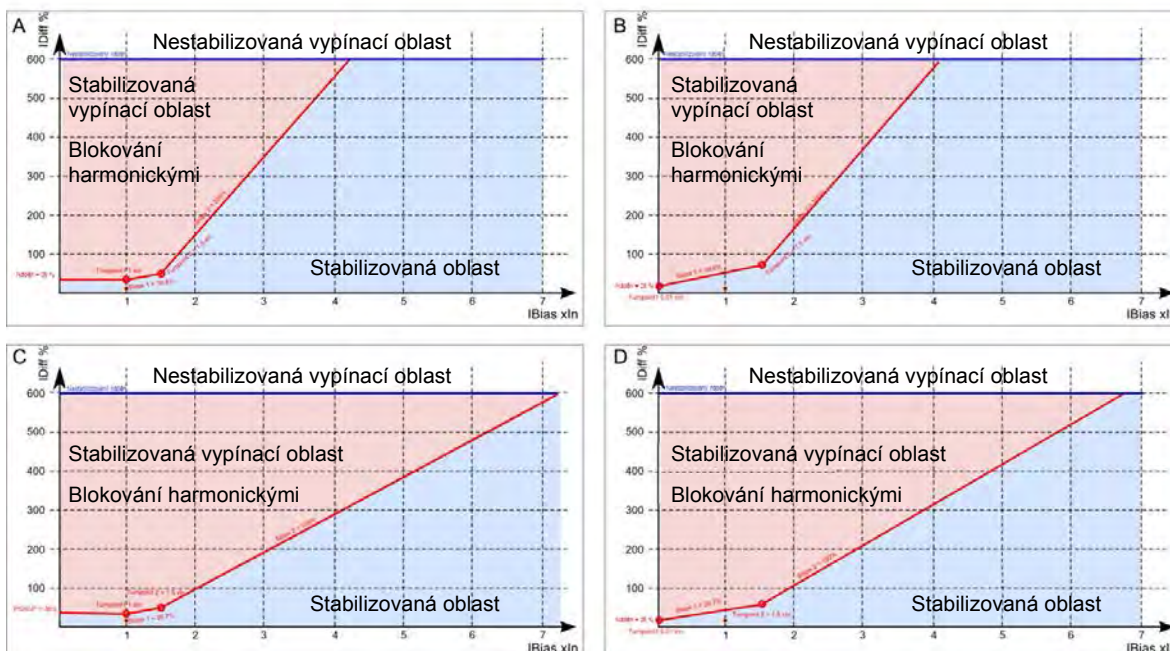 A
IDiff %
Nestabilizovaná vypínací oblast
600
500
400
300
200
100
Stabilizovaná
vypínací oblast
Blokování
harmonickými
Stabilizovaná oblast
1 2 3 4 5 6 7
IBias xIn
B
IDiff %
Nestabilizovaná vypínací oblast
600
500
400
300
200
100
Stabilizovaná
vypínací oblast
Blokování
harmonickými
Stabilizovaná oblast
1 2 3 4 5 6 7
IBias xIn
C
IDiff %
Nestabilizovaná vypínací oblast
600
500
400
300
200
100
Stabilizovaná vypínací oblast
Blokování harmonickými
Stabilizovaná oblast
1 2 3 4 5 6 7
IBias xIn
D
IDiff %
Nestabilizovaná vypínací oblast
600
500
400
300
200
100
Stabilizovaná vypínací oblast
Blokování harmonickými
Stabilizovaná oblast
1 2 3 4 5 6 7
IBias xIn